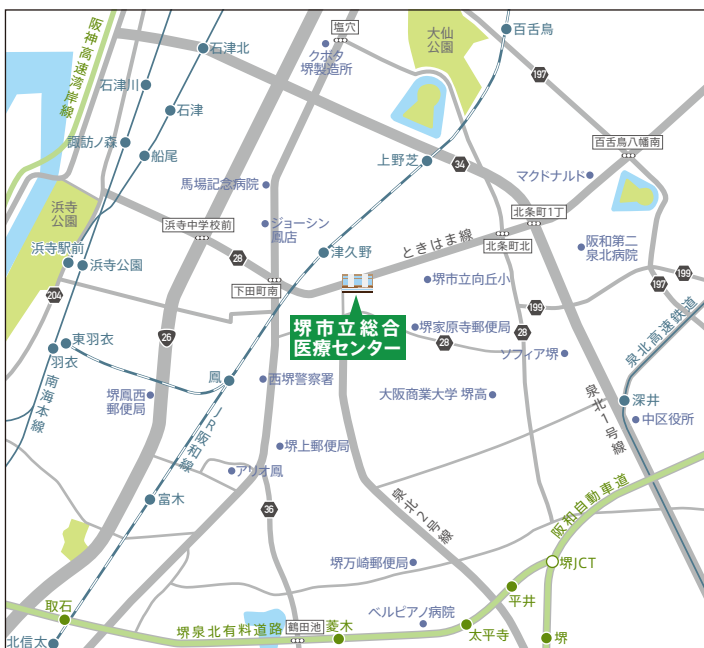 阪神高速湾岸線
石津北
石津川
石津
諏訪ノ森
船尾
塩穴
クボタ
堺製造所
大仙
公園
百舌鳥
197
百舌鳥八幡南
上野芝
34
マクドナルド
馬場記念病院
浜寺
公園
浜寺中学校前
ジョーシン
鳳店
津久野
ときはま線
北条町1丁
北条町北
阪和第二
泉北病院
浜寺駅前
浜寺公園
28
下田町南
堺市立向丘小
199
197
199
204
26
堺市立総合
医療センター
堺家原寺郵便局
28
28
ソフィア堺
泉北高速鉄道
東羽衣
羽衣
南海本線
鳳
堺鳳西
郵便局
西堺警察署
大阪商業大学 堺高
泉北1号線
深井
中区役所
JR阪和線
堺上郵便局
アリオ鳳
富木
36
泉北2号線
阪和自動車道
堺万崎郵便局
堺JCT
取石
ベルピアノ病院
平井
北信太
堺泉北有料道路
鶴田池
菱木
太平寺
堺